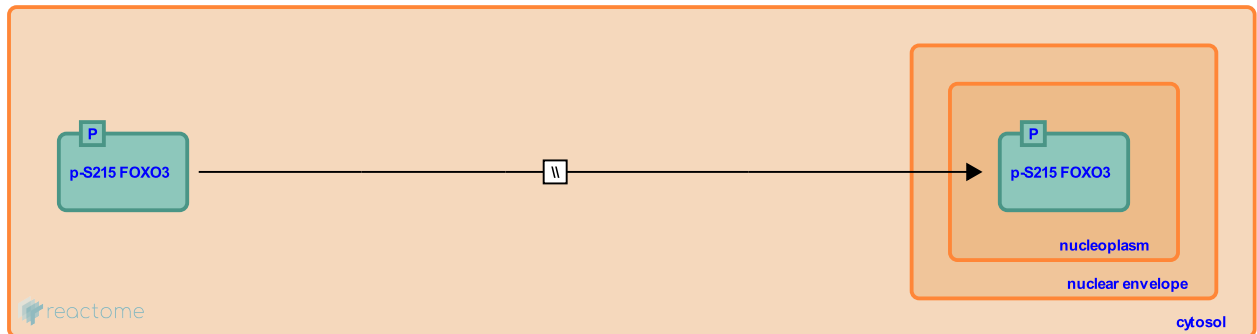 P
p-S215 FOXO3
\\
P
p-S215 FOXO3
nucleoplasm
nuclear envelope
cytosol
reactome